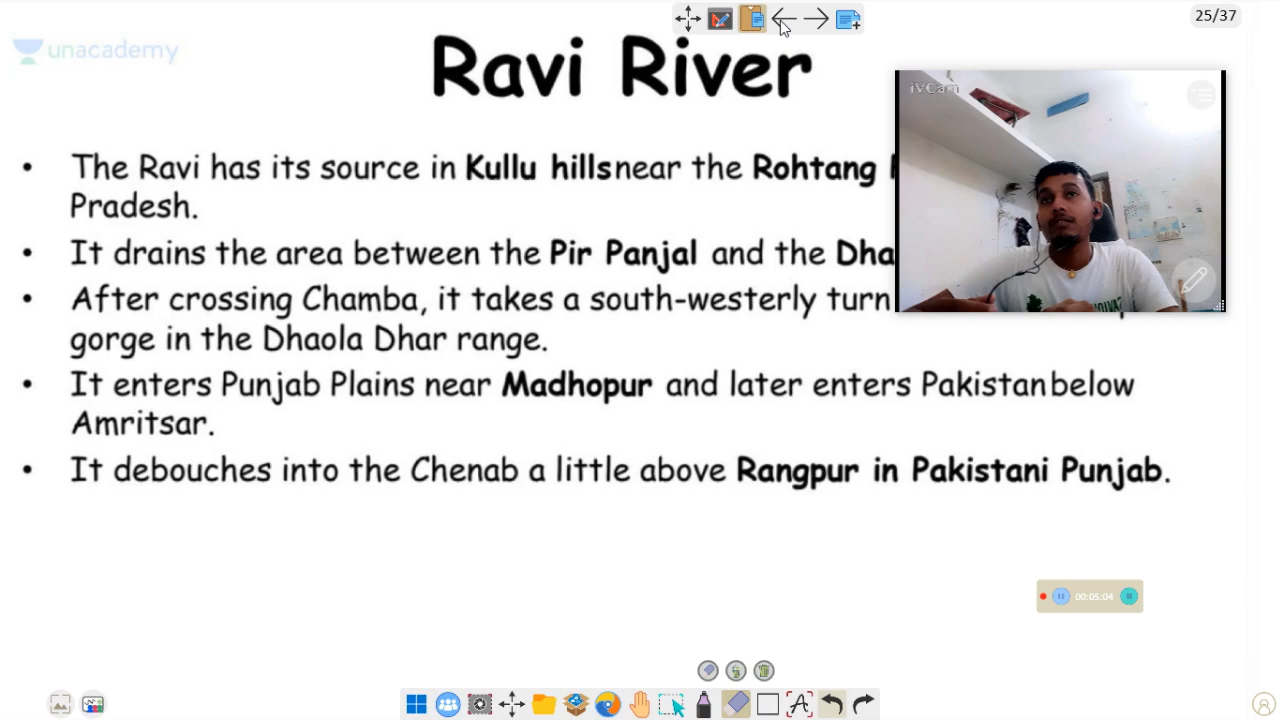 25/37
unacademy
Ravi River
iVCam
• The Ravi has its source in Kullu hills near the Rohtang
Pradesh.
• It drains the area between the Pir Panjal and the Dha
• After crossing Chamba, it takes a south-westerly turn
gorge in the Dhaola Dhar range.
• It enters Punjab Plains near Madhopur and later enters Pakistan below
Amritsar.
• It debouches into the Chenab a little above Rangpur in Pakistani Punjab.
00:05:04